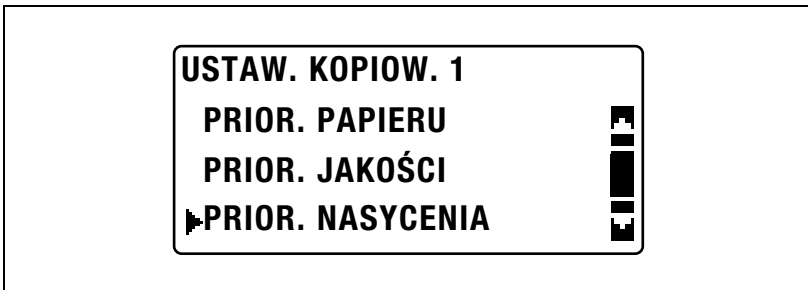 USTAW. KOPIOW. 1
PRIOR. PAPIERU
PRIOR. JAKOŚCI
PRIOR. NASYCENIA